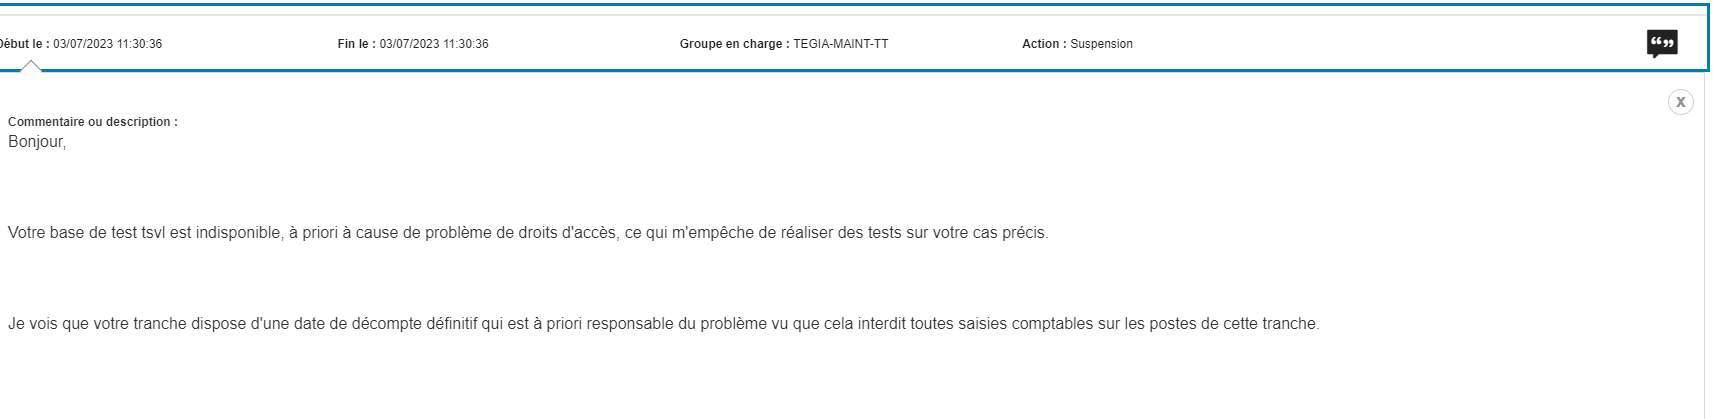 Début le : 03/07/2023 11:30:36 Fin le : 03/07/2023 11:30:36 Groupe en charge : TEGIA-MAINT-TT Action : Suspension
X
Commentaire ou description :
Bonjour,
Votre base de test tsvl est indisponible, à priori à cause de problème de droits d'accès, ce qui m'empêche de réaliser des tests sur votre cas précis.
Je vois que votre tranche dispose d'une date de décompte définitif qui est à priori responsable du problème vu que cela interdit toutes saisies comptables sur les postes de cette tranche.